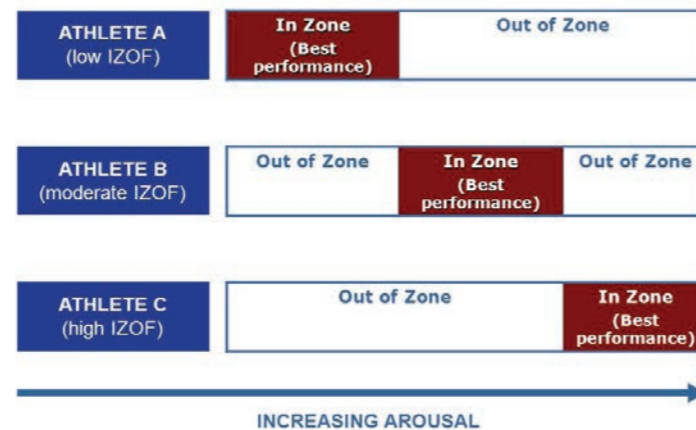 ATHLETE A
(low IZOF)
In Zone
(Best
performance)
Out of Zone
ATHLETE B
(moderate IZOF)
Out of Zone
In Zone
(Best
performance)
Out of Zone
ATHLETE C
(high IZOF)
Out of Zone
In Zone
(Best
performance)
INCREASING AROUSAL